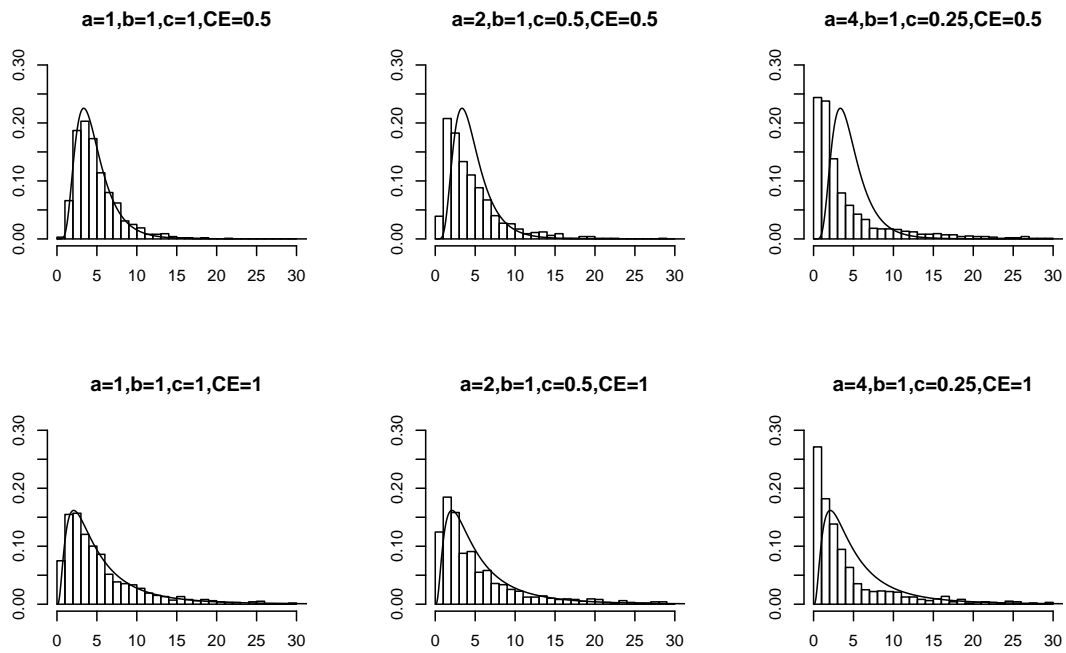 a=1,b=1,c=1,CE=0.5
0.00 0.10 0.20 0.30
0 5 10 15 20 25 30
a=2,b=1,c=0.5,CE=0.5
0.00 0.10 0.20 0.30
0 5 10 15 20 25 30
a=4,b=1,c=0.25,CE=0.5
0.00 0.10 0.20 0.30
0 5 10 15 20 25 30
a=1,b=1,c=1,CE=1
0.00 0.10 0.20 0.30
0 5 10 15 20 25 30
a=2,b=1,c=0.5,CE=1
0.00 0.10 0.20 0.30
0 5 10 15 20 25 30
a=4,b=1,c=0.25,CE=1
0.00 0.10 0.20 0.30
0 5 10 15 20 25 30